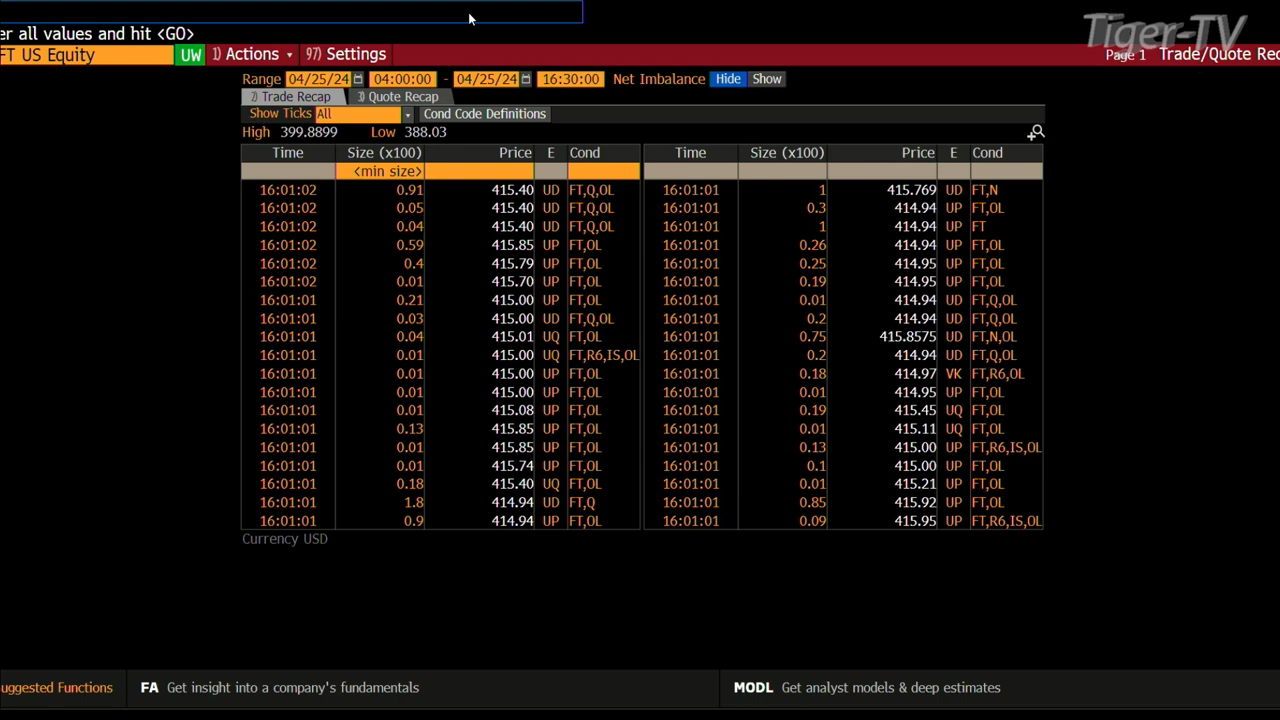 Tiger-TV
er all values and hit <GO>
FT US Equity UW 1) Actions 97) Settings Page 1 Trade/Quote Rec
Range 04/25/24 04:00:00 - 04/25/24 16:30:00 Net Imbalance Hide Show
Trade Recap Quote Recap
Show Ticks All Cond Code Definitions
High 399.8899 Low 388.03
Time Size (x100) Price E Cond Time Size (x100) Price E Cond
<min size>
16:01:02 0.91 415.40 UD FT,Q,OL 16:01:01 1 415.769 UD FT,N
16:01:02 0.05 415.40 UD FT,Q,OL 16:01:01 0.3 414.94 UP FT,OL
16:01:02 0.04 415.40 UD FT,Q,OL 16:01:01 1 414.94 UP FT
16:01:02 0.59 415.85 UP FT,OL 16:01:01 0.26 414.94 UP FT,OL
16:01:02 0.4 415.79 UP FT,OL 16:01:01 0.25 414.95 UP FT,OL
16:01:02 0.01 415.70 UP FT,OL 16:01:01 0.19 414.95 UP FT,OL
16:01:01 0.21 415.00 UP FT,OL 16:01:01 0.01 414.94 UD FT,Q,OL
16:01:01 0.03 415.00 UD FT,Q,OL 16:01:01 0.2 414.94 UD FT,Q,OL
16:01:01 0.04 415.01 UQ FT,OL 16:01:01 0.75 415.8575 UD FT,N,OL
16:01:01 0.01 415.00 UQ FT,R6,IS,OL 16:01:01 0.2 414.94 UD FT,Q,OL
16:01:01 0.01 415.00 UP FT,OL 16:01:01 0.18 414.97 VK FT,R6,OL
16:01:01 0.01 415.00 UP FT,OL 16:01:01 0.01 414.95 UP FT,OL
16:01:01 0.01 415.08 UP FT,OL 16:01:01 0.19 415.45 UQ FT,OL
16:01:01 0.13 415.85 UP FT,OL 16:01:01 0.01 415.11 UQ FT,OL
16:01:01 0.01 415.85 UP FT,OL 16:01:01 0.13 415.00 UP FT,R6,IS,OL
16:01:01 0.01 415.74 UP FT,OL 16:01:01 0.1 415.00 UP FT,OL
16:01:01 0.18 415.40 UQ FT,OL 16:01:01 0.01 415.21 UP FT,OL
16:01:01 1.8 414.94 UD FT,Q 16:01:01 0.85 415.92 UP FT,OL
16:01:01 0.9 414.94 UP FT,OL 16:01:01 0.09 415.95 UP FT,R6,IS,OL
Currency USD
uggested Functions FA Get insight into a company's fundamentals MODL Get analyst models & deep estimates